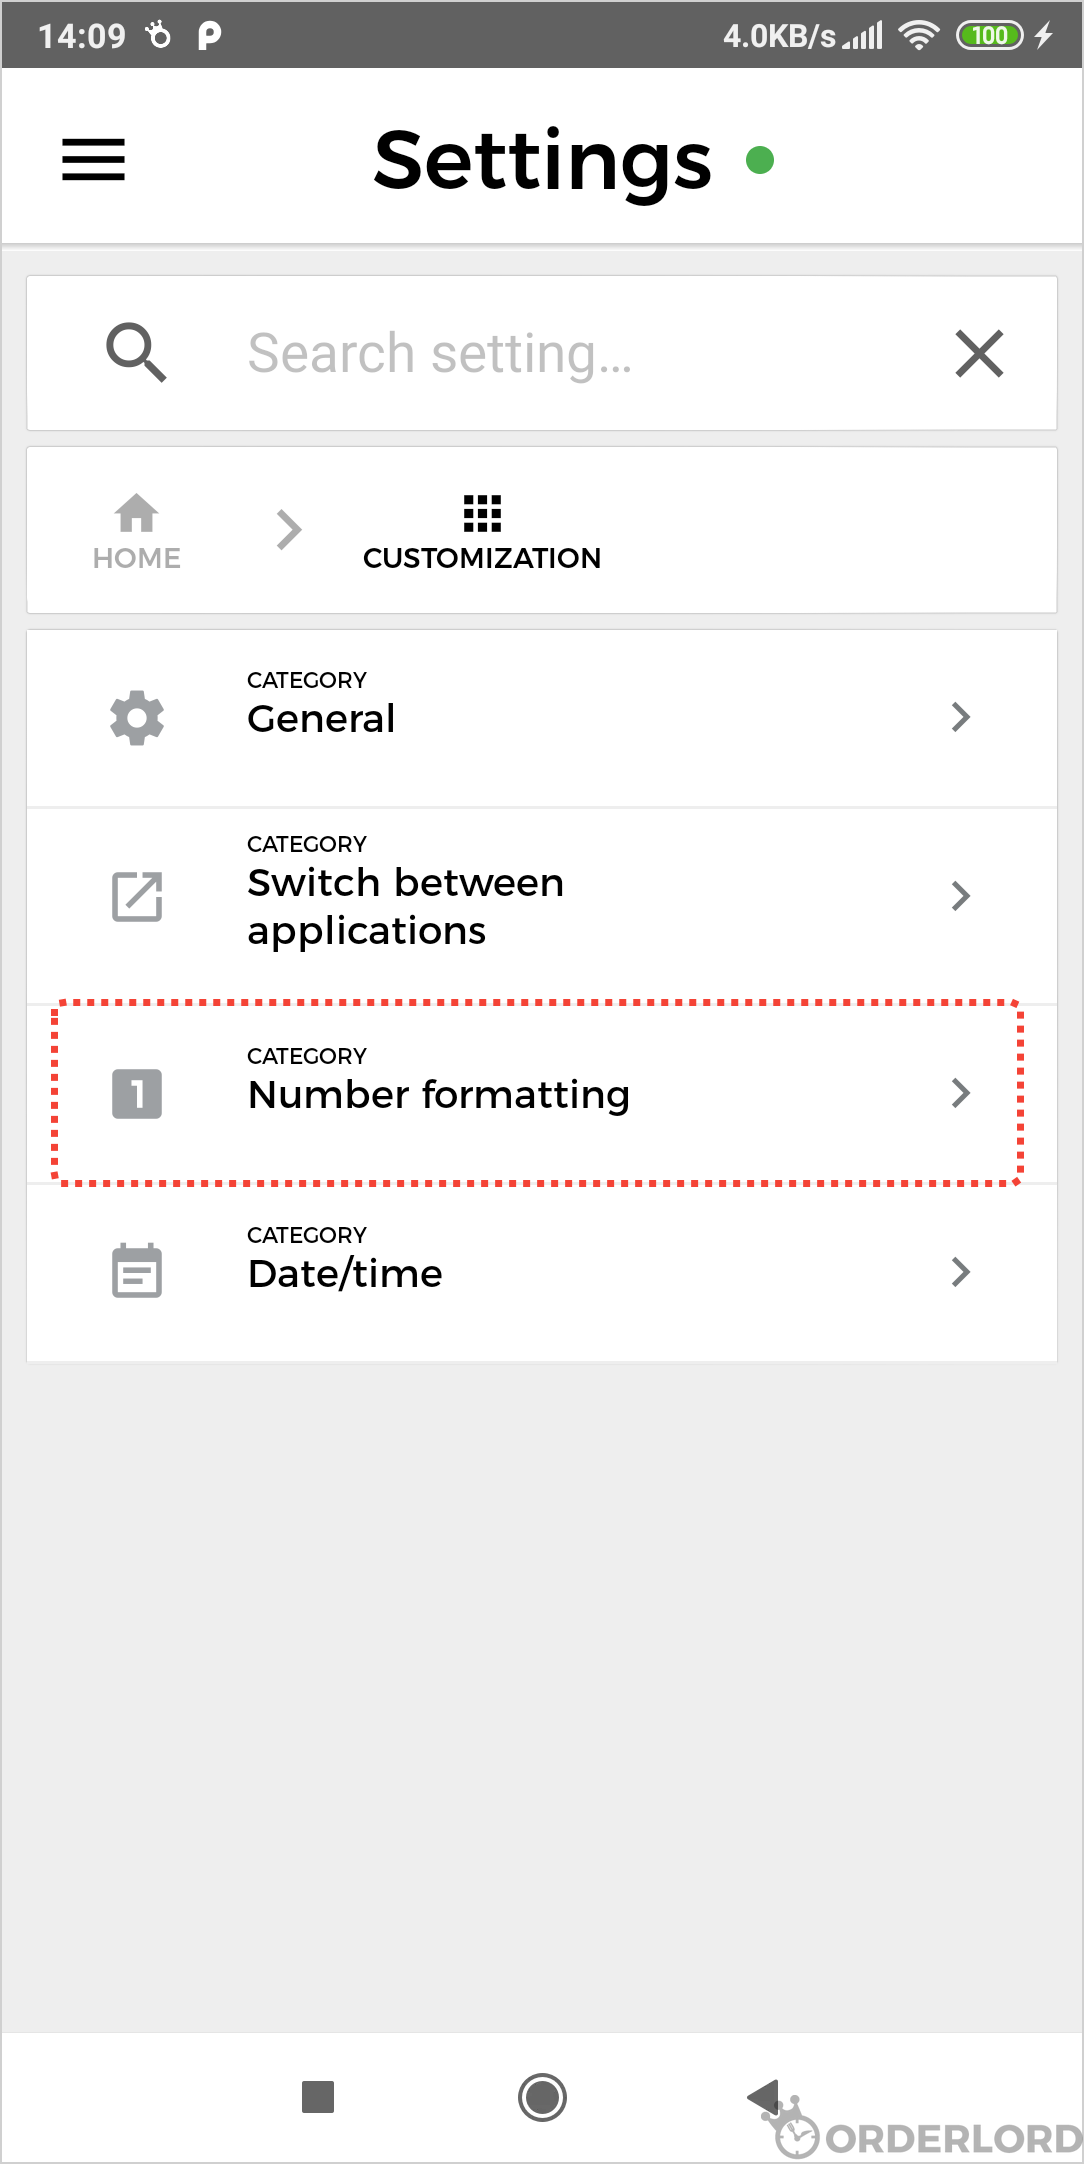 14:09 4.0KB/s 100
Settings
Search setting...
HOME CUSTOMIZATION
CATEGORY
General
CATEGORY
Switch between
applications
CATEGORY
1 Number formatting
CATEGORY
Date/time
ORDERLORD